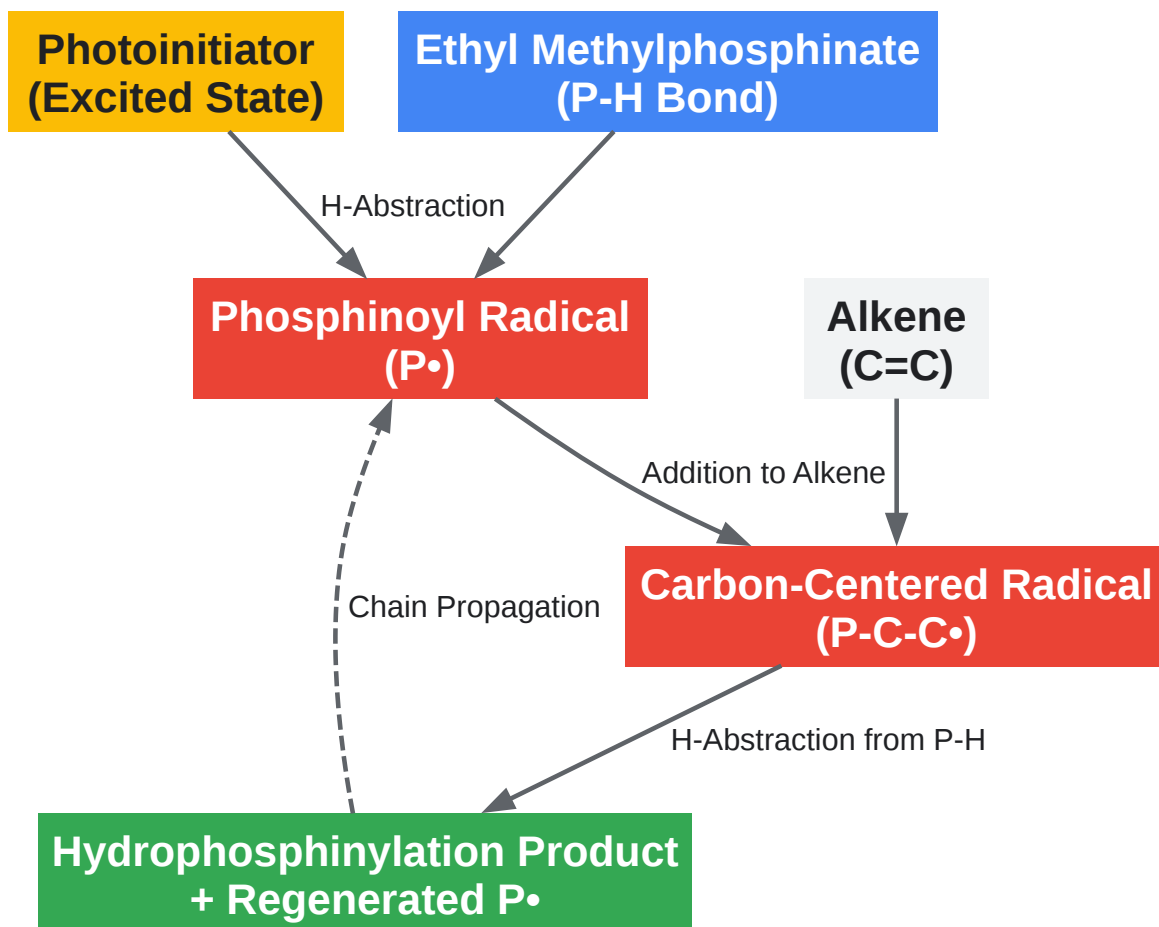 Photoinitiator
(Excited State)
Ethyl Methylphosphinate
(P-H Bond)
H-Abstraction
Phosphinoyl Radical
(P•)
Alkene
(C=C)
Addition to Alkene
Carbon-Centered Radical
(P-C-C•)
Chain Propagation
H-Abstraction from P-H
Hydrophosphinylation Product
+ Regenerated P•